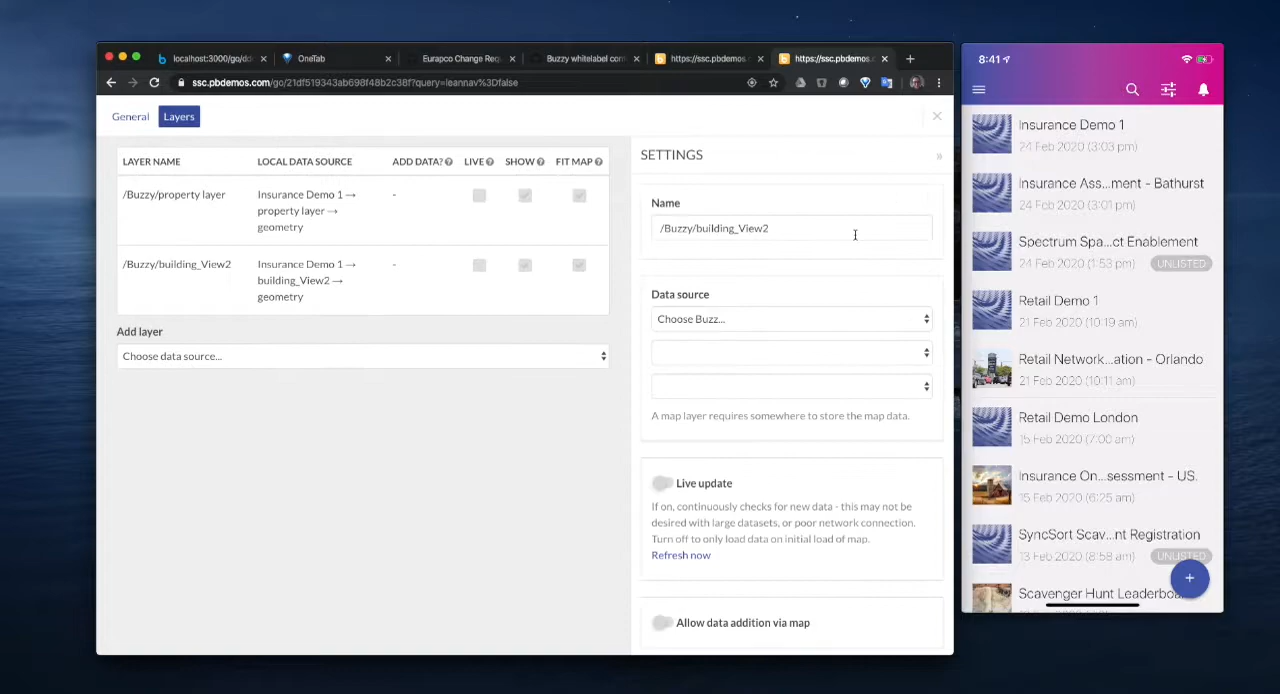 localhost:3000/go/dd
OneTab
Eurapco Change Req
Buzzy whitelabel com
https://ssc.pbdemos.
https://ssc.pbdemos.
ssc.pbdemos.com/go/21df519343ab698f48b2c38f?query=leannav%3Dfalse
General
Layers
LAYER NAME
LOCAL DATA SOURCE
ADD DATA?
LIVE
SHOW
FIT MAP
/Buzzy/property layer
Insurance Demo 1 →
property layer →
geometry
-
/Buzzy/building_View2
Insurance Demo 1 →
building_View2 →
geometry
-
Add layer
Choose data source...
SETTINGS
»
Name
/Buzzy/building_View2
Data source
Choose Buzz...
A map layer requires somewhere to store the map data.
Live update
If on, continuously checks for new data - this may not be
desired with large datasets, or poor network connection.
Turn off to only load data on initial load of map.
Refresh now
Allow data addition via map
8:41
Insurance Demo 1
24 Feb 2020 (3:03 pm)
Insurance Ass...ment - Bathurst
24 Feb 2020 (3:01 pm)
Spectrum Spa...ct Enablement
24 Feb 2020 (1:53 pm)
UNLISTED
Retail Demo 1
21 Feb 2020 (10:19 am)
Retail Network...ation - Orlando
21 Feb 2020 (10:11 am)
Retail Demo London
15 Feb 2020 (7:00 am)
Insurance On...sessment - US.
15 Feb 2020 (6:25 am)
SyncSort Scav...nt Registration
13 Feb 2020 (8:58 am)
UNLISTED
Scavenger Hunt Leaderboa